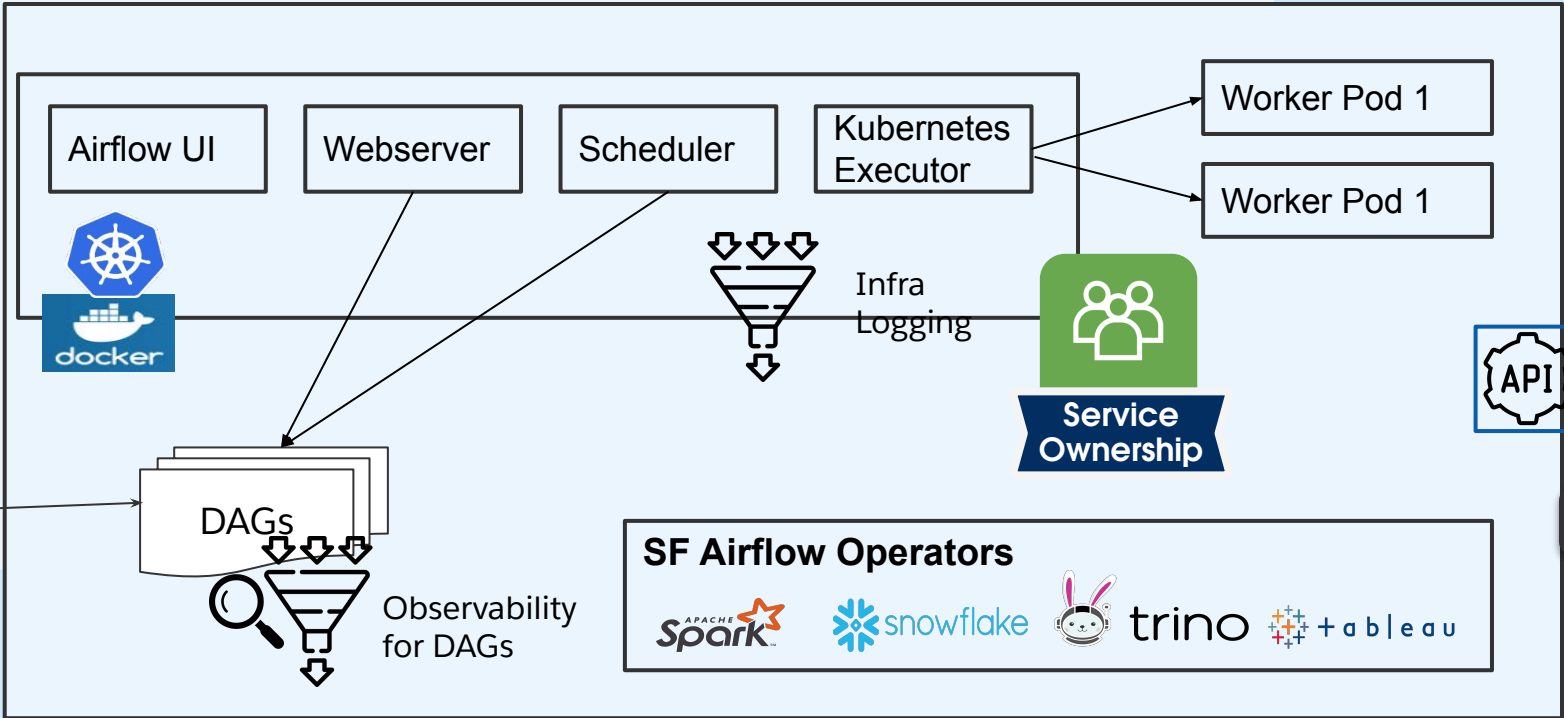 Airflow UI
Webserver
Scheduler
Kubernetes
Executor
Worker Pod 1
Worker Pod 1
docker
Infra
Logging
Service
Ownership
API
DAGs
Observability
for DAGs
SF Airflow Operators
APACHE
Spark
snowflake
trino
+ a b l e a u